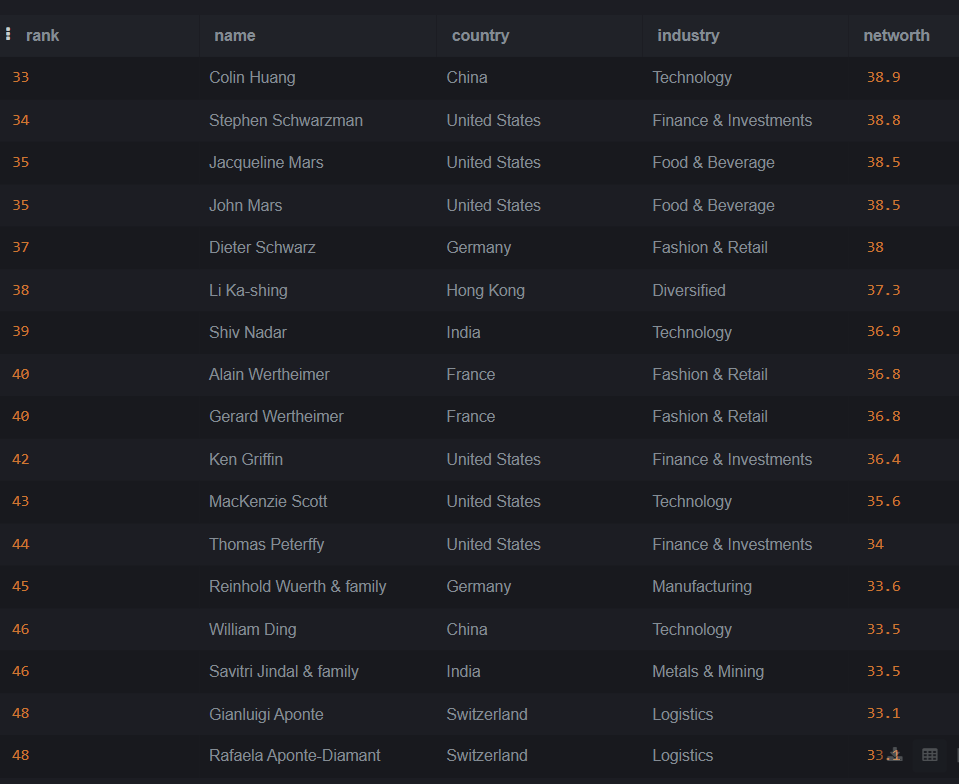 rank name country industry networth
33 Colin Huang China Technology 38.9
34 Stephen Schwarzman United States Finance & Investments 38.8
35 Jacqueline Mars United States Food & Beverage 38.5
35 John Mars United States Food & Beverage 38.5
37 Dieter Schwarz Germany Fashion & Retail 38
38 Li Ka-shing Hong Kong Diversified 37.3
39 Shiv Nadar India Technology 36.9
40 Alain Wertheimer France Fashion & Retail 36.8
40 Gerard Wertheimer France Fashion & Retail 36.8
42 Ken Griffin United States Finance & Investments 36.4
43 MacKenzie Scott United States Technology 35.6
44 Thomas Peterffy United States Finance & Investments 34
45 Reinhold Wuerth & family Germany Manufacturing 33.6
46 William Ding China Technology 33.5
46 Savitri Jindal & family India Metals & Mining 33.5
48 Gianluigi Aponte Switzerland Logistics 33.1
48 Rafaela Aponte-Diamant Switzerland Logistics 33.1